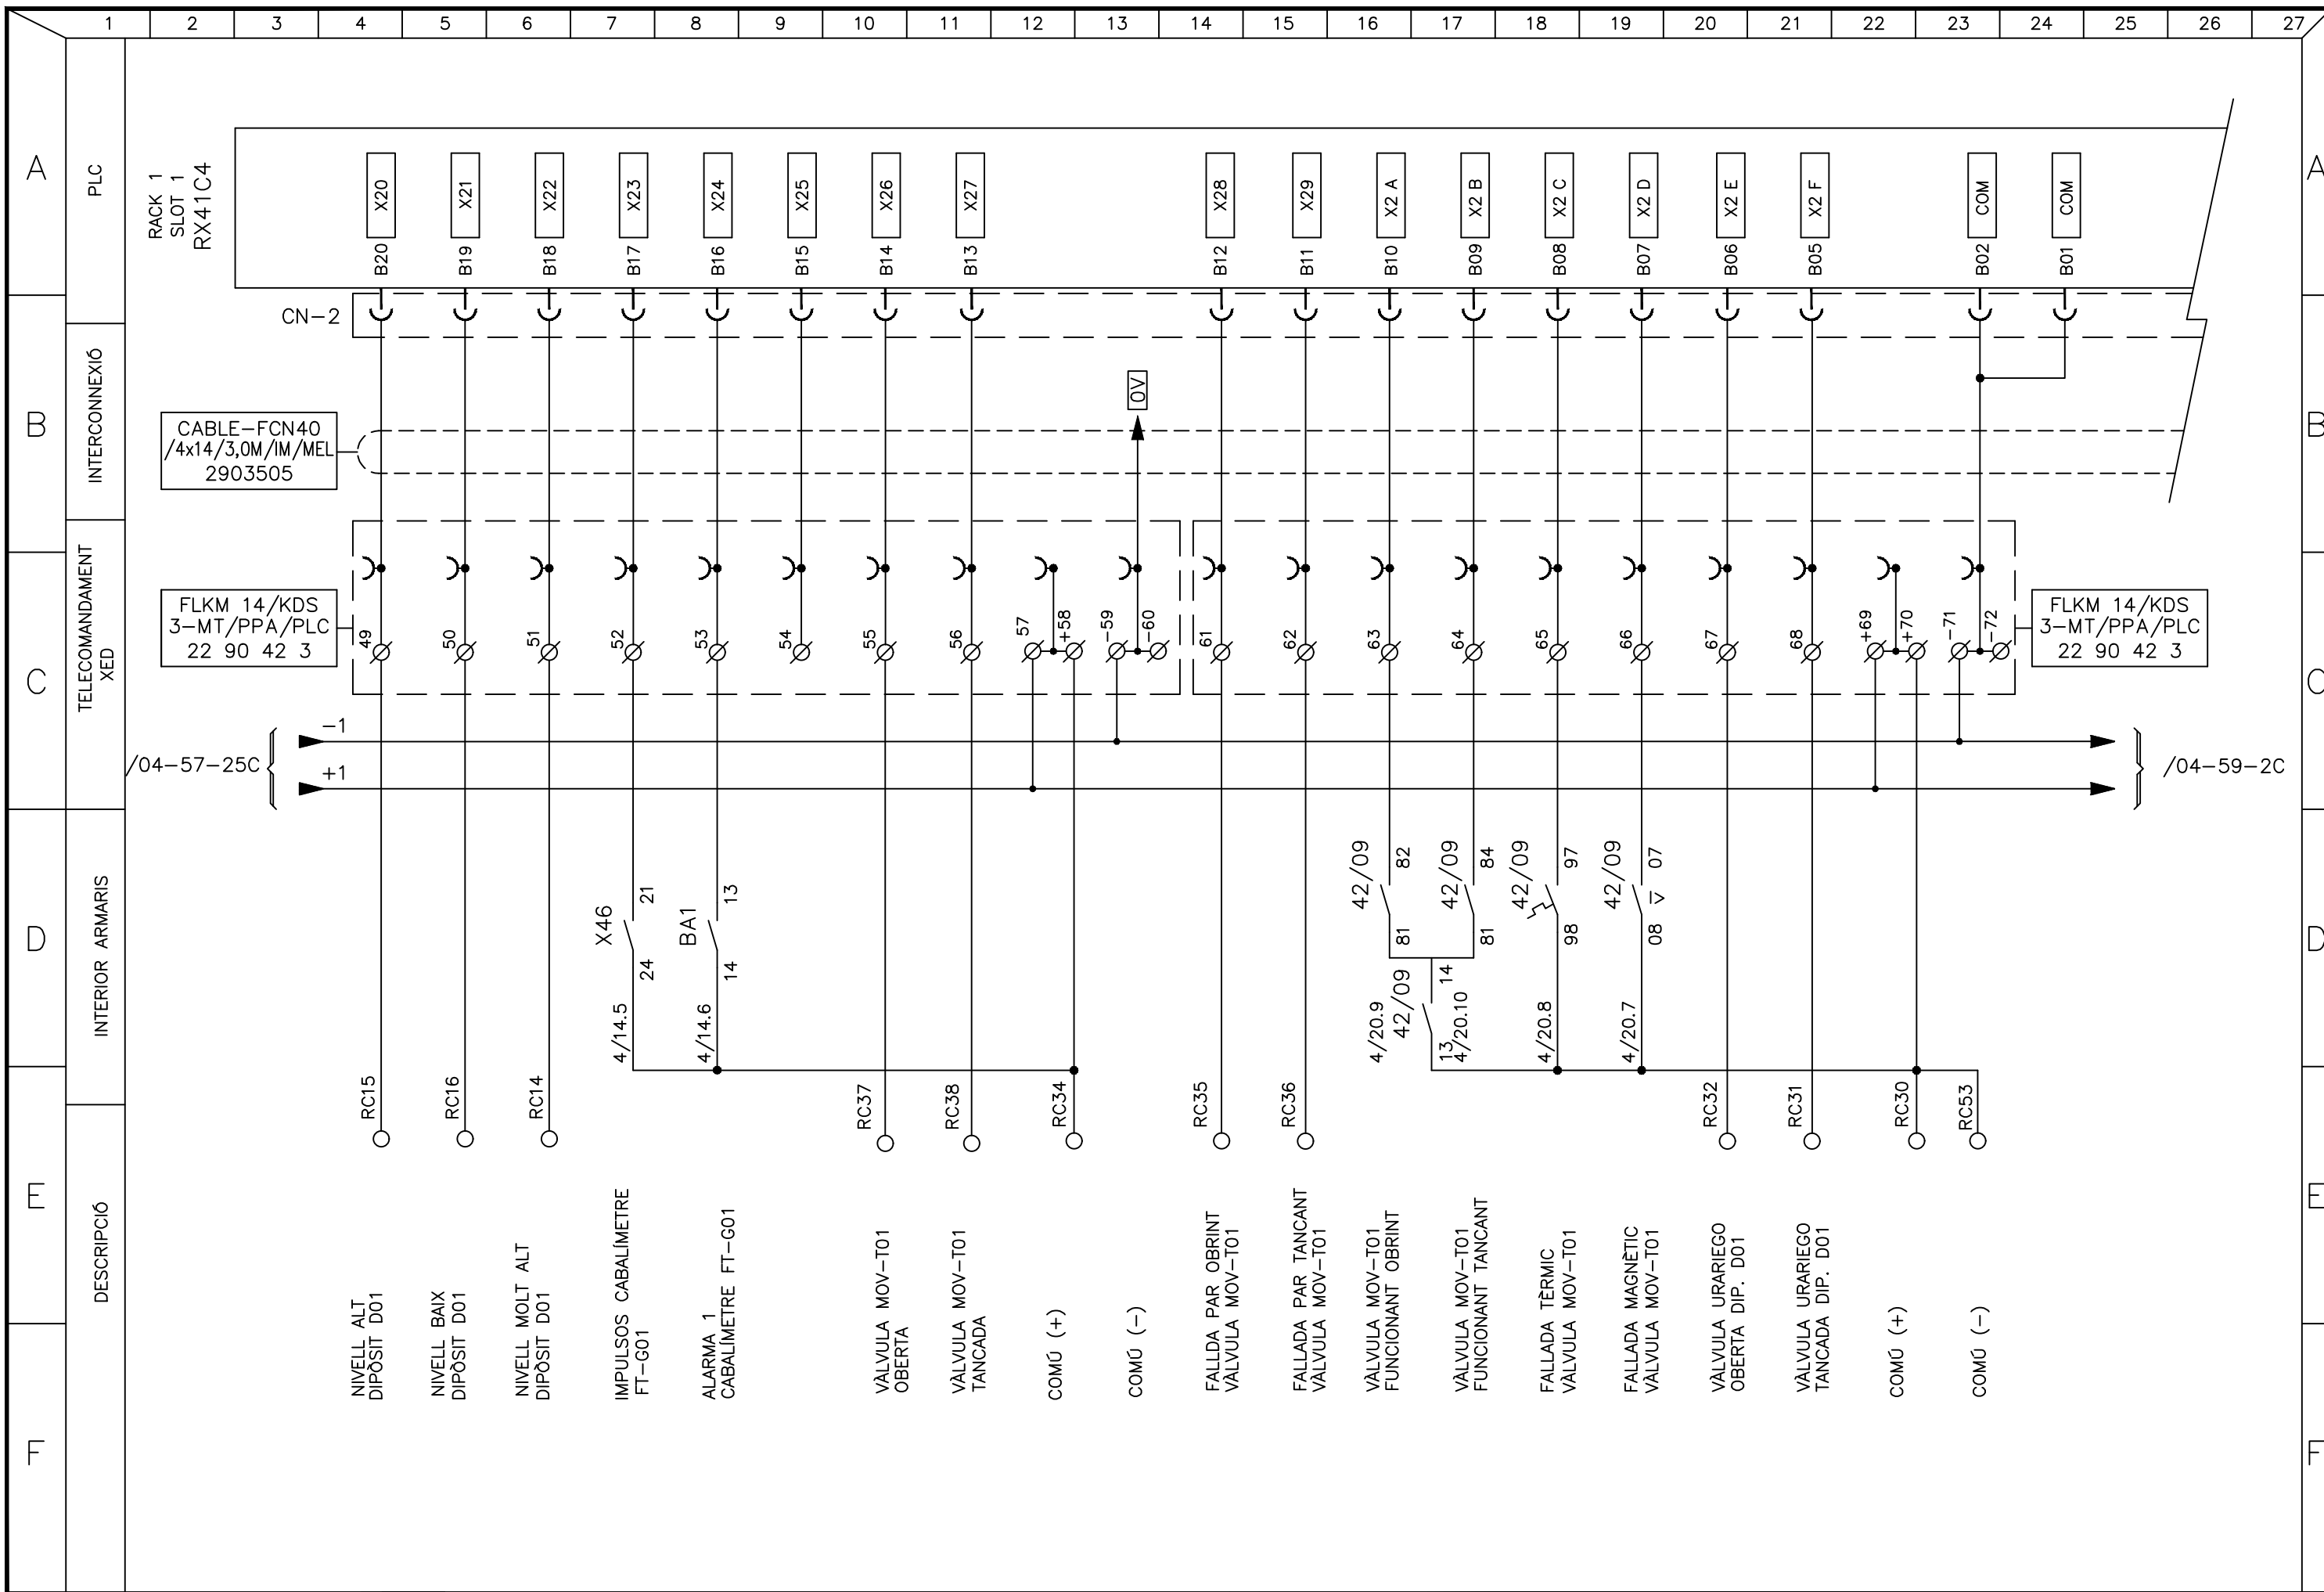 1 2 3 4 5 6 7 8 9 10 11 12 13 14 15 16 17 18 19 20 21 22 23 24 25 26 27
A
PLC
RACK 1
SLOT 1
RX41C4
X20 X21 X22 X23 X24 X25 X26 X27 X28 X29 X2 A X2 B X2 C X2 D X2 E X2 F COM COM
A
B20 B19 B18 B17 B16 B15 B14 B13 B12 B11 B10 B09 B08 B07 B06 B05 B02 B01
CN-2
B
INTERCONNEXIÓ
0V
B
CABLE-FCN40
/4x14/3,0M/IM/MEL
2903505
C
TELECOMANDAMENT
XED
FLKM 14/KDS
3-MT/PPA/PLC
22 90 42 3
49 50 51 52 53 54 55 56 57 +58 -59 -60 61 62 63 64 65 66 67 68 +69 +70 -71 -72
FLKM 14/KDS
3-MT/PPA/PLC
22 90 42 3
C
-1
/04-57-25C
+1
/04-59-2C
D
INTERIOR ARMARIS
X46 21 24
BA1 13 14
42/09 82 81
42/09 84 81
42/09 97 98
42/09 07 08
42/09 14 13
D
4/14.5 4/14.6 4/20.9 4/20.10 4/20.8 4/20.7
RC15 RC16 RC14 RC37 RC38 RC34 RC35 RC36 RC32 RC31 RC30 RC53
E
DESCRIPCIÓ
E
NIVELL ALT
DIPÒSIT D01
NIVELL BAIX
DIPÒSIT D01
NIVELL MOLT ALT
DIPÒSIT D01
IMPULSOS CABALÍMETRE
FT-G01
ALARMA 1
CABALÍMETRE FT-G01
VÀLVULA MOV-T01
OBERTA
VÀLVULA MOV-T01
TANCADA
COMÚ (+)
COMÚ (-)
FALLDA PAR OBRINT
VÀLVULA MOV-T01
FALLADA PAR TANCANT
VÀLVULA MOV-T01
VÀLVULA MOV-T01
FUNCIONANT OBRINT
VÀLVULA MOV-T01
FUNCIONANT TANCANT
FALLADA TÈRMIC
VÀLVULA MOV-T01
FALLADA MAGNÈTIC
VÀLVULA MOV-T01
VÀLVULA URARIEGO
OBERTA DIP. D01
VÀLVULA URARIEGO
TANCADA DIP. D01
COMÚ (+)
COMÚ (-)
F
F